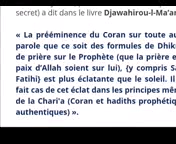 secret) a dit dans le livre Djawahirou-l-Ma'ar
« La prééminence du Coran sur toute au
parole que ce soit des formules de Dhik
de prière sur le Prophète (que la prière e
paix d'Allah soient sur lui), {y compris Sa
Fatihi} est plus éclatante que le soleil. Il
fait cas de cet éclat dans les principes mêm
de la Chari'a (Coran et hadiths prophétiq
authentiques) ».